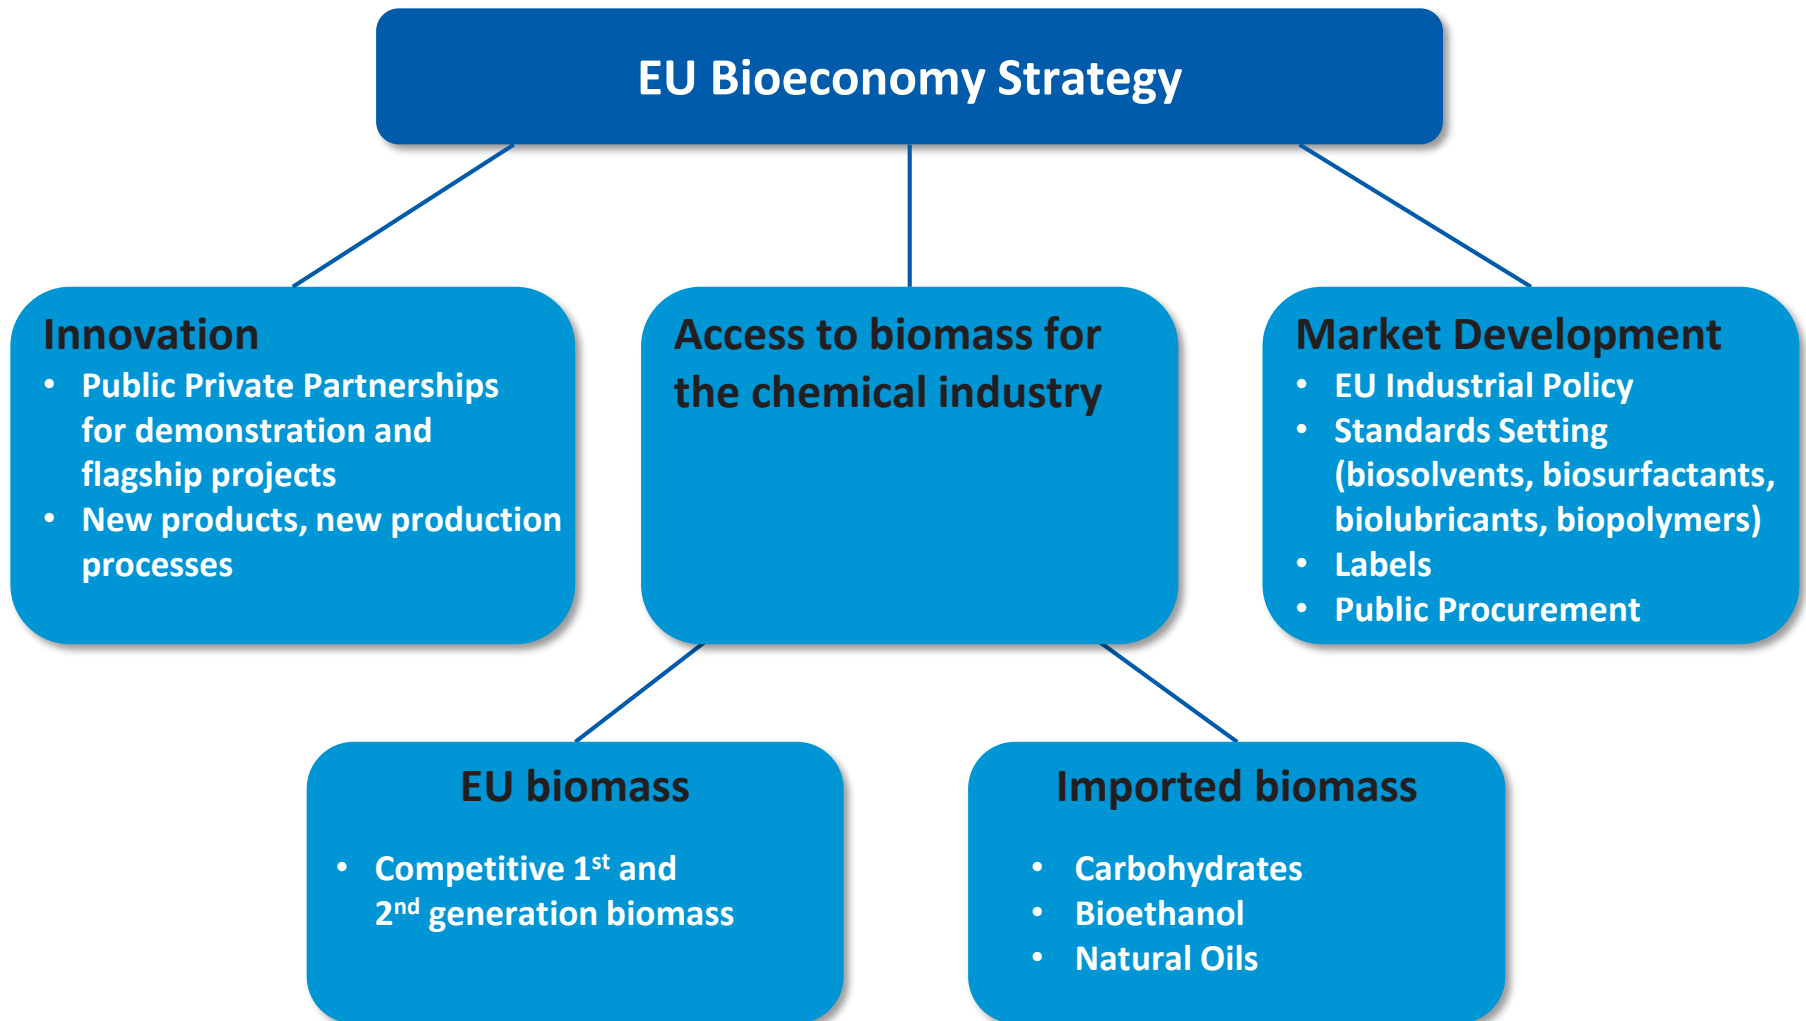 EU Bioeconomy Strategy
Innovation
• Public Private Partnerships
for demonstration and
flagship projects
• New products, new production
processes
Access to biomass for
the chemical industry
Market Development
• EU Industrial Policy
• Standards Setting
(biosolvents, biosurfactants,
biolubricants, biopolymers)
• Labels
• Public Procurement
EU biomass
• Competitive 1st and
2nd generation biomass
Imported biomass
• Carbohydrates
• Bioethanol
• Natural Oils